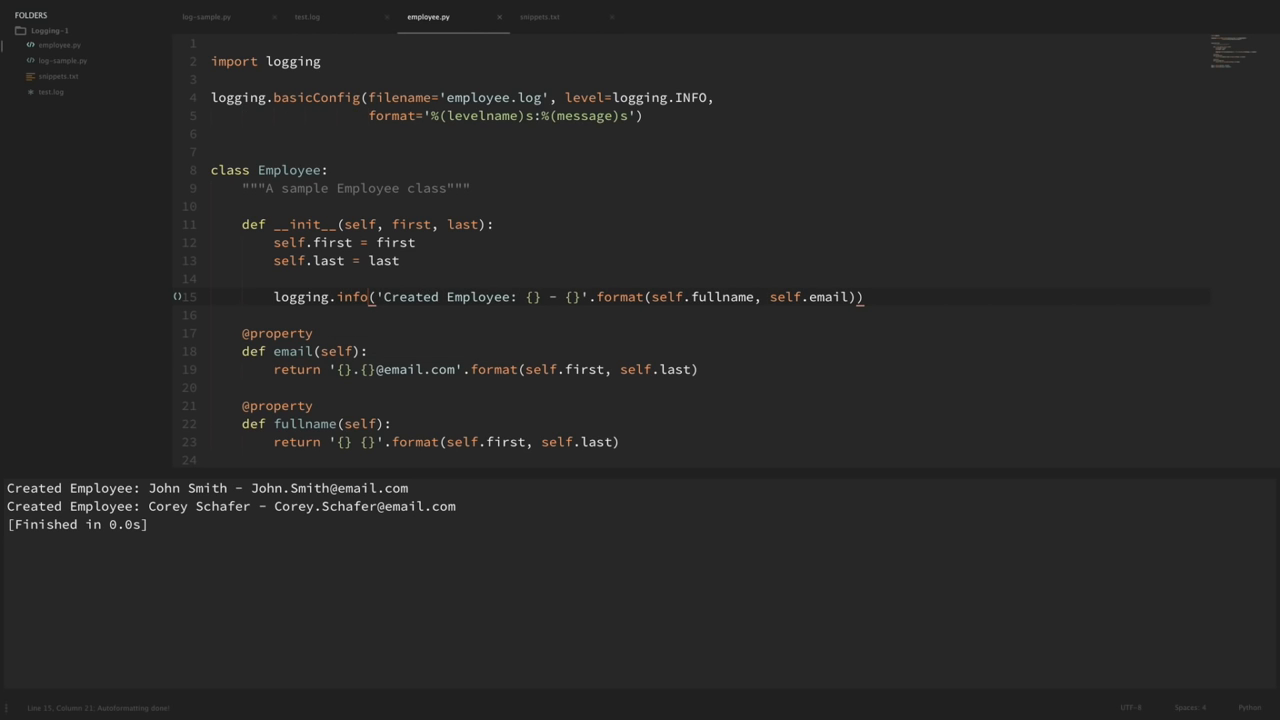 FOLDERS
Logging-1
employee.py
log-sample.py
snippets.txt
test.log
log-sample.py × test.log × employee.py × snippets.txt ×
1
2 import logging
3
4 logging.basicConfig(filename='employee.log', level=logging.INFO,
5 format='%(levelname)s:%(message)s')
6
7
8 class Employee:
9 """A sample Employee class"""
10
11 def __init__(self, first, last):
12 self.first = first
13 self.last = last
14
15 logging.info('Created Employee: {} - {}'.format(self.fullname, self.email))
16
17 @property
18 def email(self):
19 return '{}.{}@email.com'.format(self.first, self.last)
20
21 @property
22 def fullname(self):
23 return '{} {}'.format(self.first, self.last)
24
Created Employee: John Smith - John.Smith@email.com
Created Employee: Corey Schafer - Corey.Schafer@email.com
[Finished in 0.0s]
Line 15, Column 21; Autoformatting done! UTF-8 Spaces: 4 Python